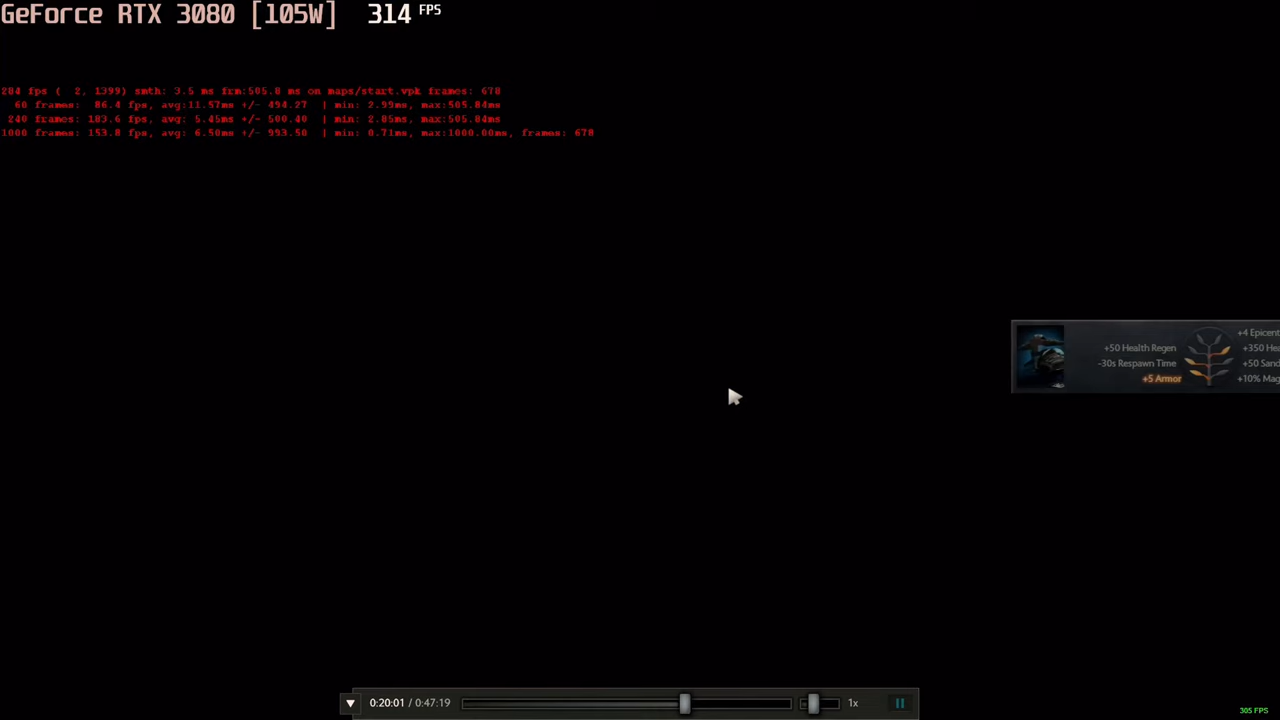 GeForce RTX 3080 [105W] 314 FPS
284 fps ( 2, 1399) smth: 3.5 ms frm:505.8 ms on maps/start.vpk frames: 678
60 frames: 86.4 fps, avg:11.57ms +/- 494.27 | min: 2.99ms, max:505.84ms
240 frames: 183.6 fps, avg: 5.45ms +/- 500.40 | min: 2.85ms, max:505.84ms
1000 frames: 153.8 fps, avg: 6.50ms +/- 993.50 | min: 0.71ms, max:1000.00ms, frames: 678
+4 Epicent
+50 Health Regen +350 Hea
-30s Respawn Time +50 Sand
+5 Armor +10% Mag
0:20:01 / 0:47:19 1x
305 FPS